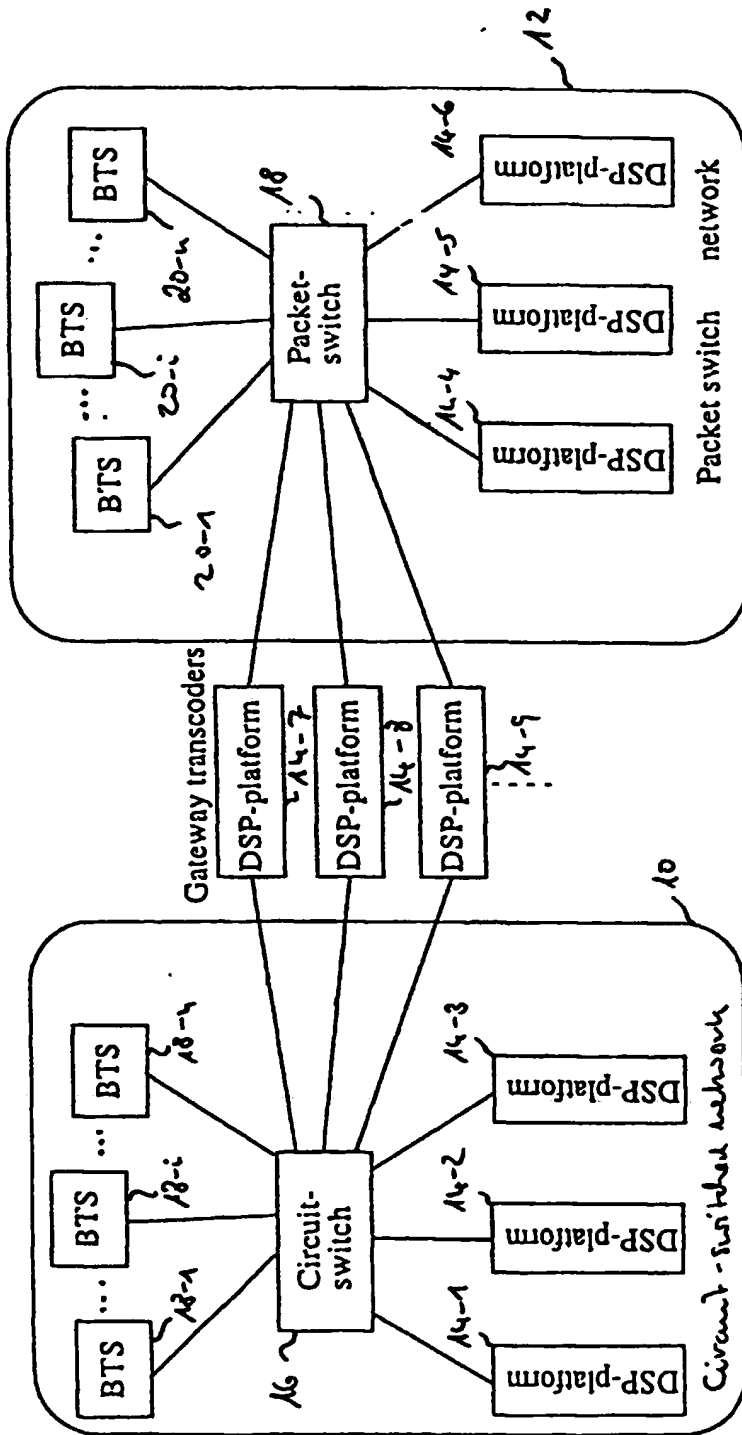 12
BTS
...
BTS
...
BTS
20-1
20-i
20-n
Packet-
switch
18
14-4
14-5
14-6
DSP-platform
DSP-platform
DSP-platform
Packet switch network
Gateway transcoders
DSP-platform
14-7
DSP-platform
14-8
DSP-platform
14-9
10
BTS
...
BTS
...
BTS
18-1
18-i
18-n
Circuit-
switch
16
14-1
14-2
14-3
DSP-platform
DSP-platform
DSP-platform
Circuit-switched network